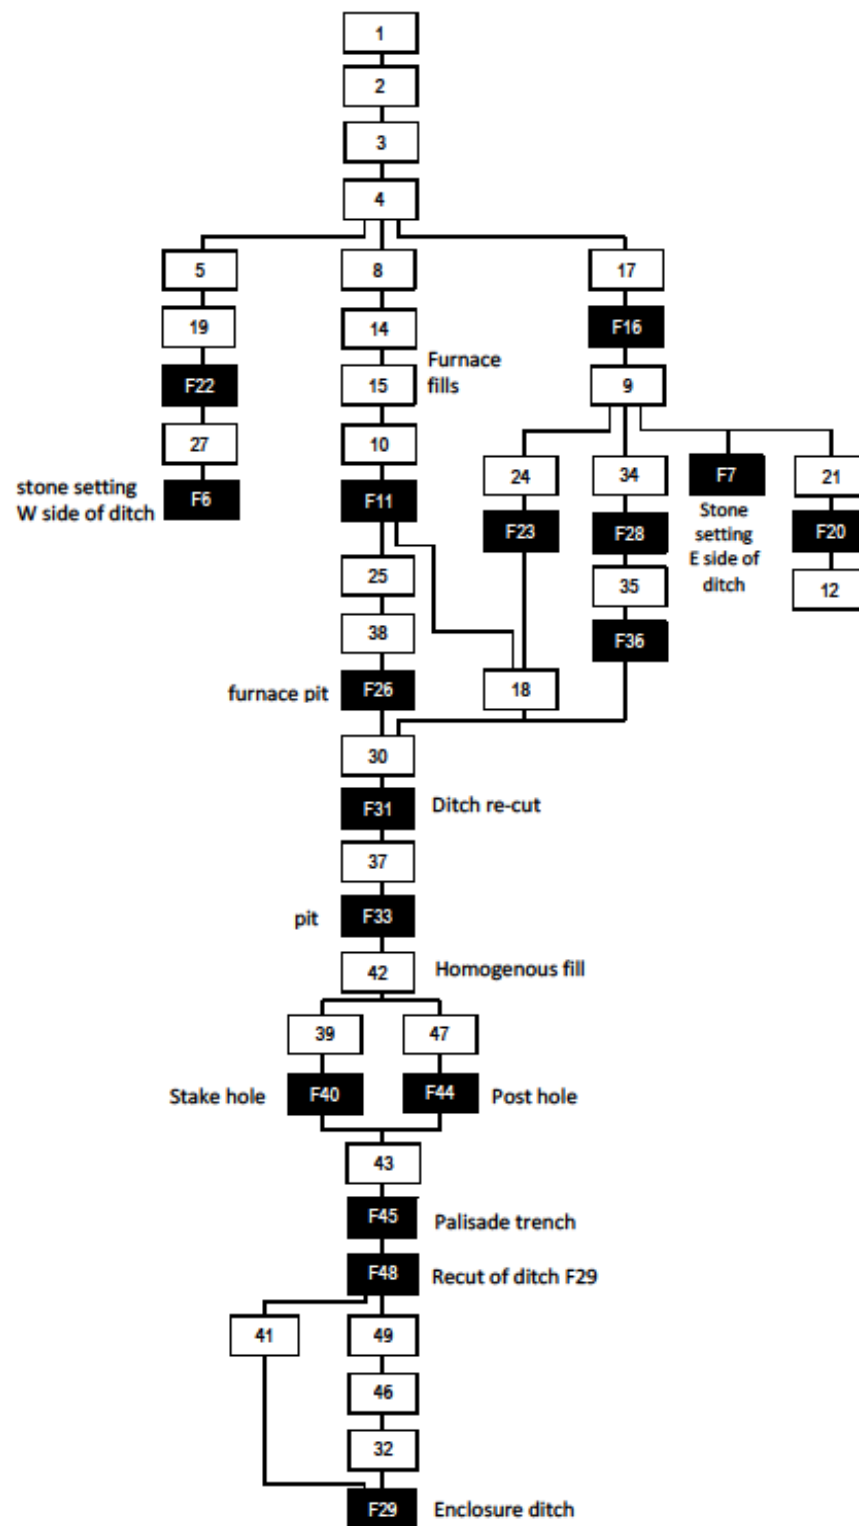 1
2
3
4
5
8
17
19
14
F16
Furnace
fills
F22
15
9
27
10
24
34
F7
21
stone setting
W side of ditch
F6
F11
F23
F28
Stone
setting
E side of
ditch
F20
25
35
12
38
F36
furnace pit
F26
18
30
F31
Ditch re-cut
37
pit
F33
42
Homogenous fill
39
47
Stake hole
F40
F44
Post hole
43
F45
Palisade trench
F48
Recut of ditch F29
41
49
46
32
F29
Enclosure ditch